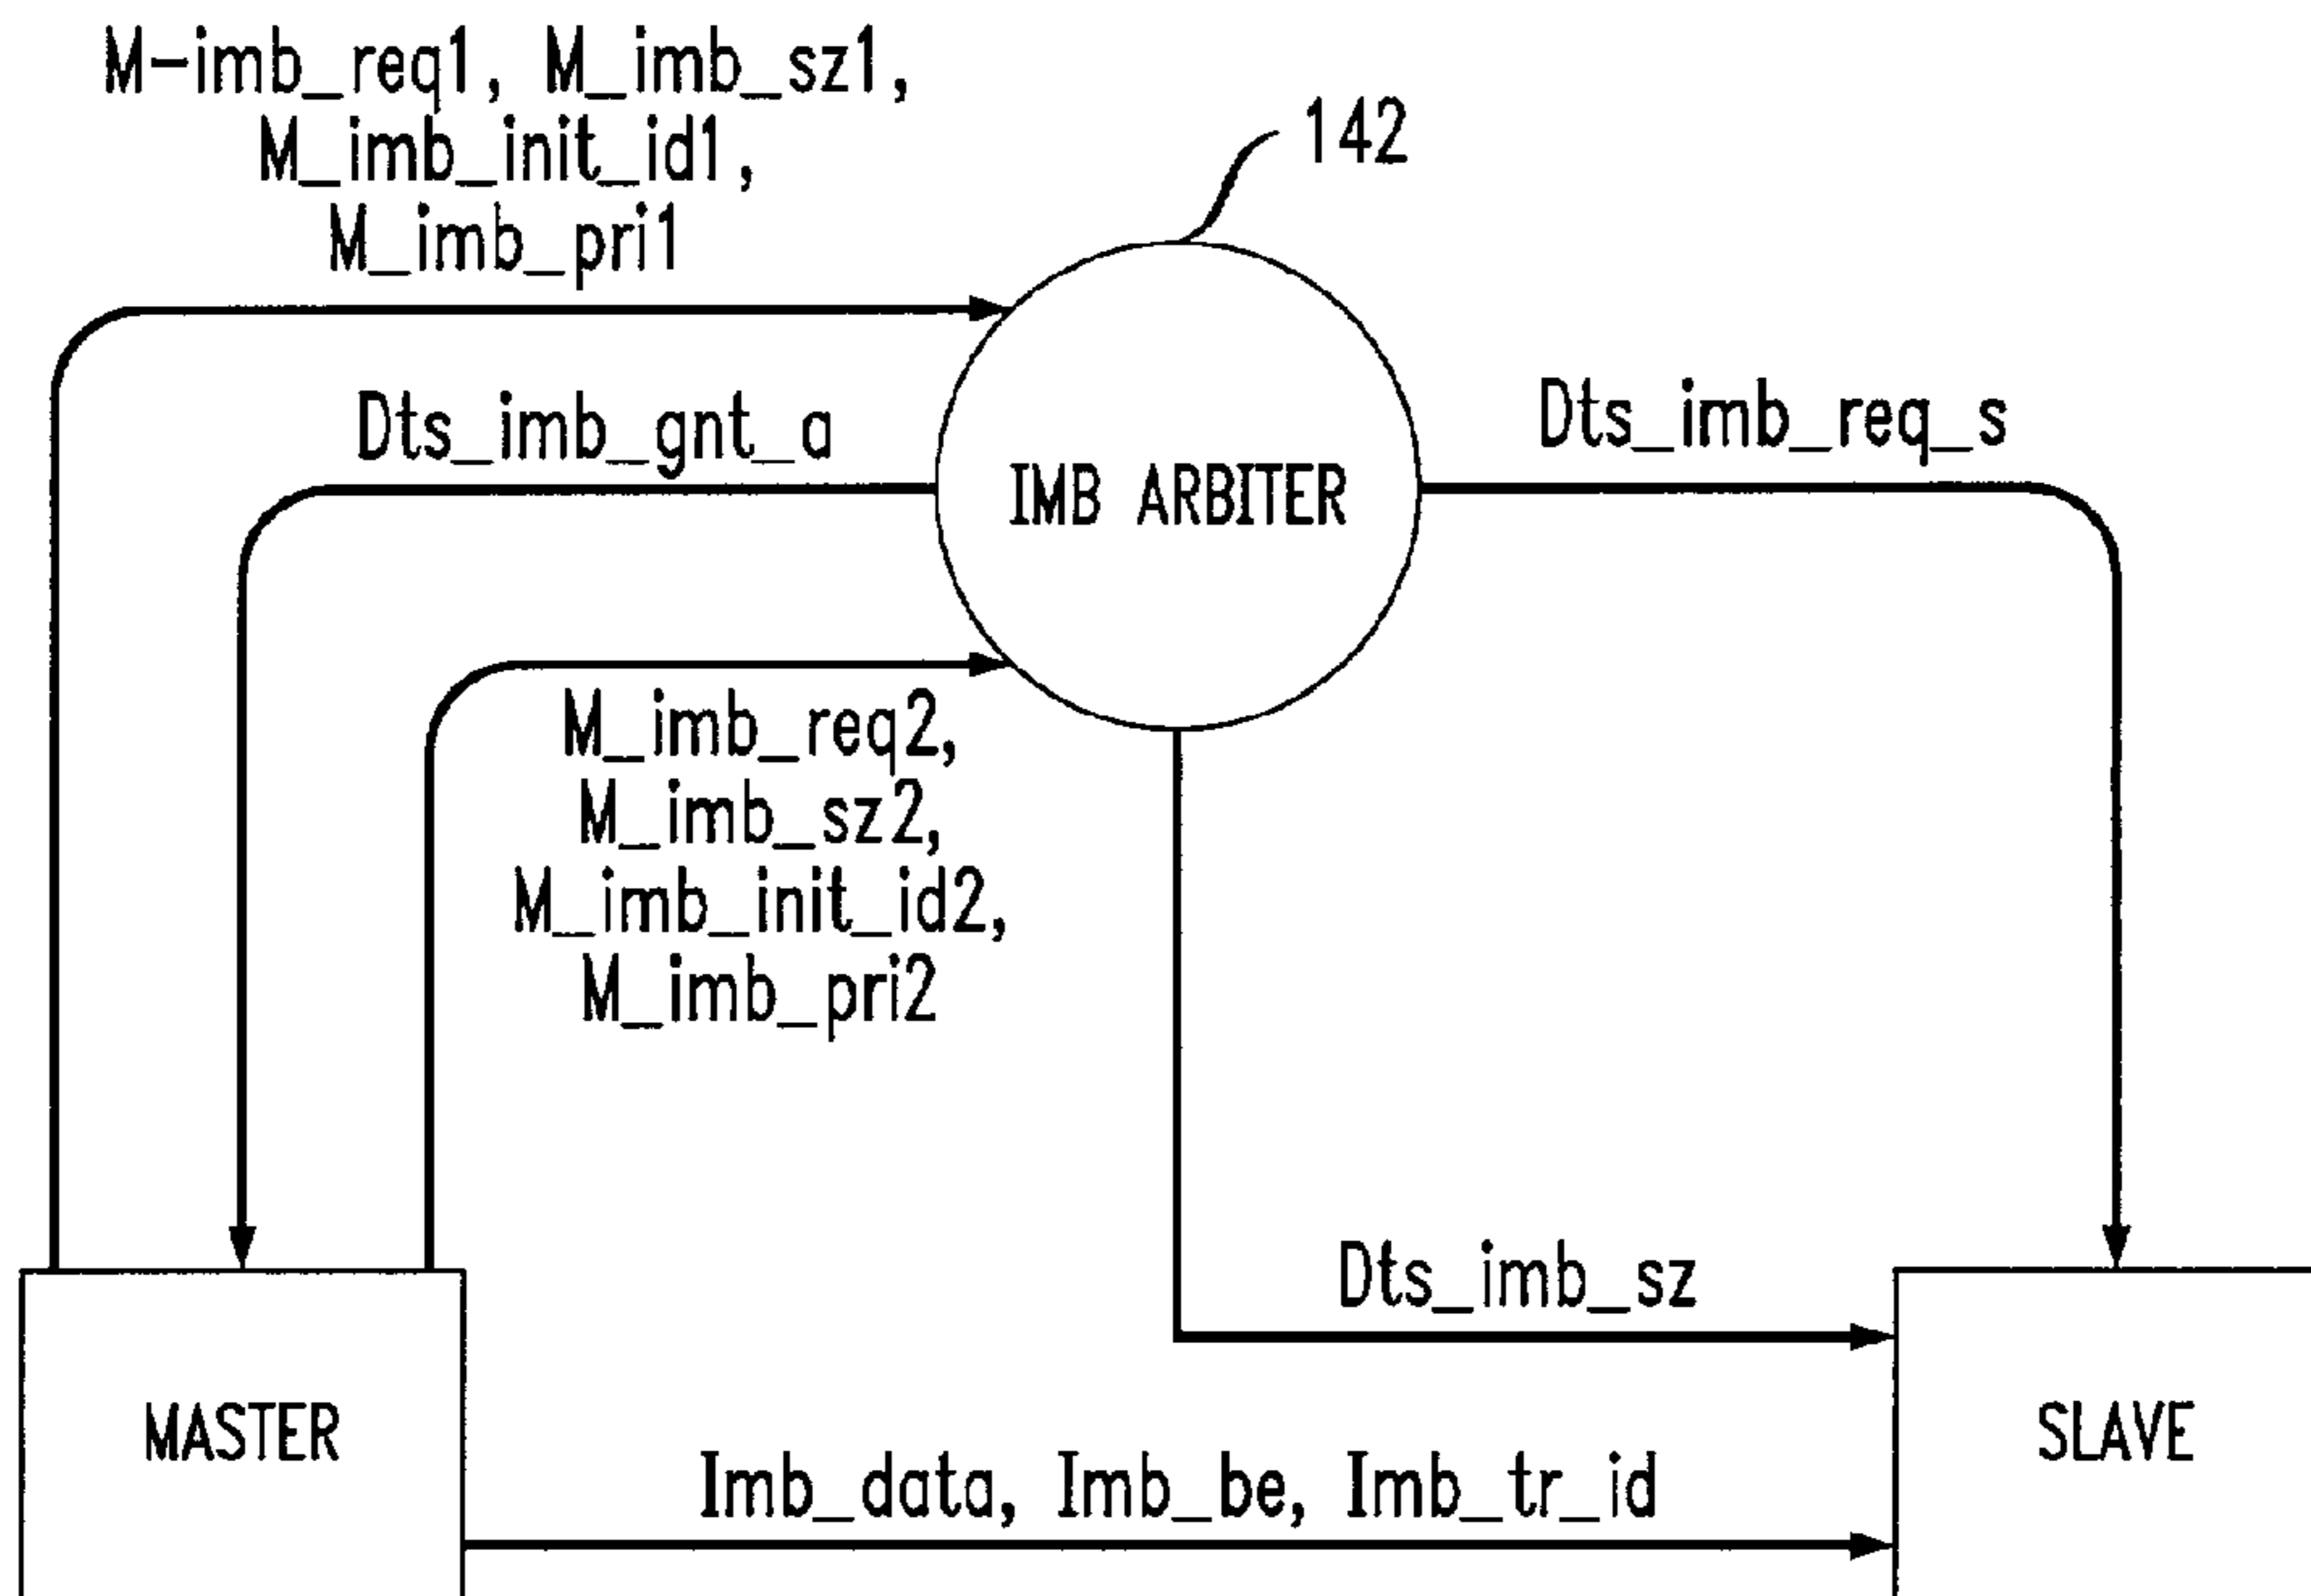 M-imb_req1, M_imb_sz1,
M_imb_init_id1,
M_imb_pri1
142
Dts_imb_gnt_a
Dts_imb_req_s
IMB ARBITER
M_imb_req2,
M_imb_sz2,
M_imb_init_id2,
M_imb_pri2
Dts_imb_sz
MASTER
SLAVE
Imb_data, Imb_be, Imb_tr_id